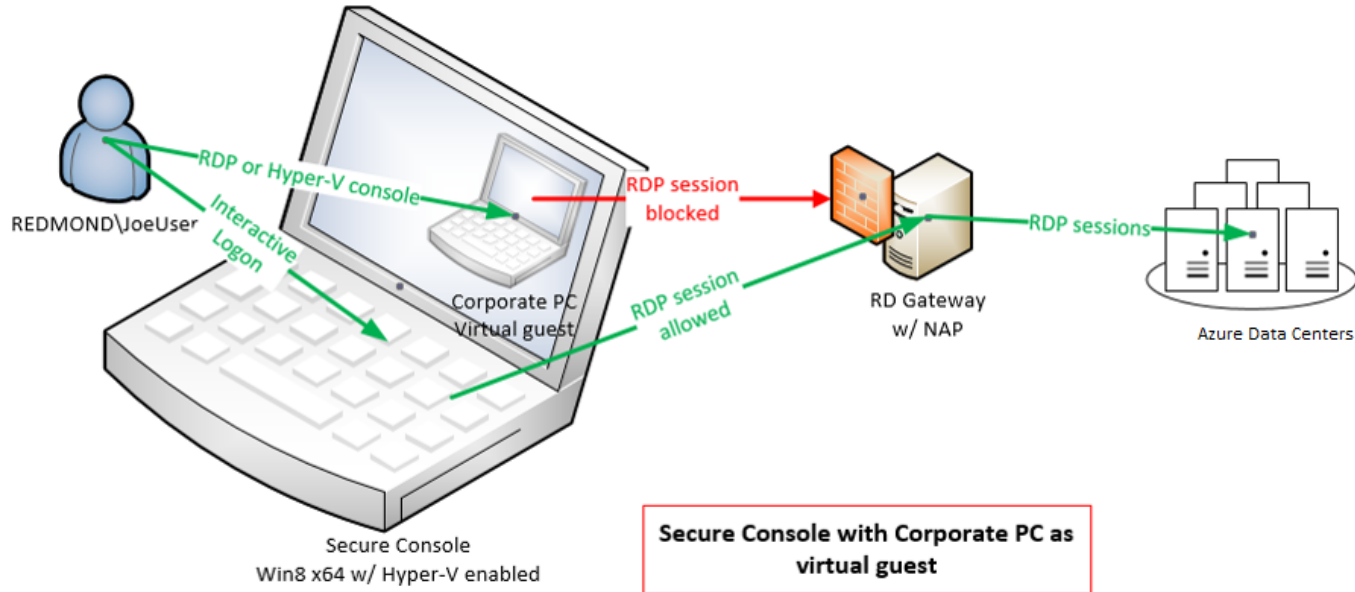 REDMOND\JoeUser
RDP or Hyper-V console
Interactive
Logon
Corporate PC
Virtual guest
RDP session
blocked
RDP session
allowed
RD Gateway
w/ NAP
RDP sessions
Azure Data Centers
Secure Console
Win8 x64 w/ Hyper-V enabled
Secure Console with Corporate PC as
virtual guest